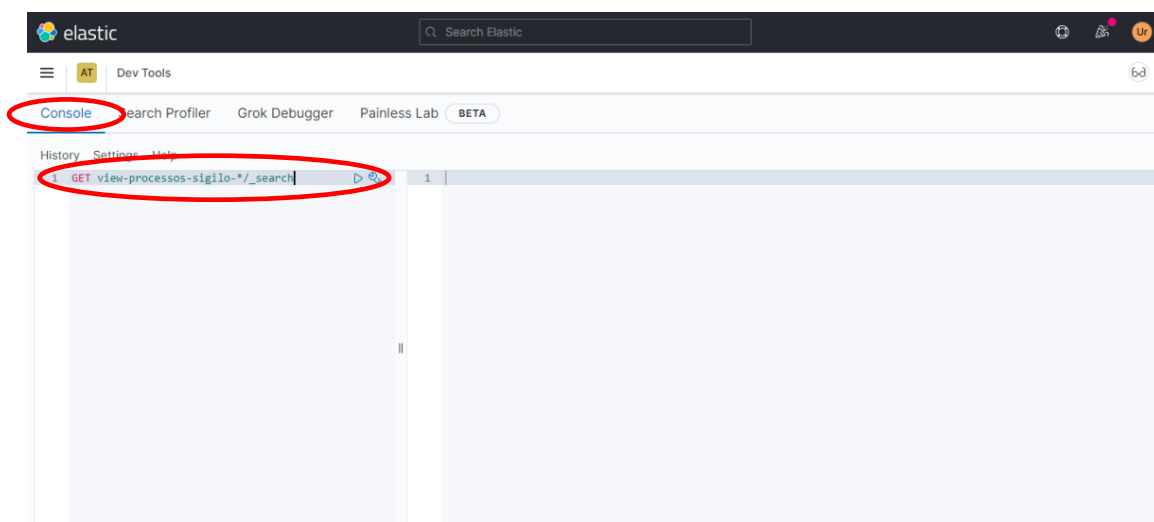 elastic
Search Elastic
Ur
AT Dev Tools
Console Search Profiler Grok Debugger Painless Lab BETA
History Settings Help
1 GET view-processos-sigilo-*/_search
1